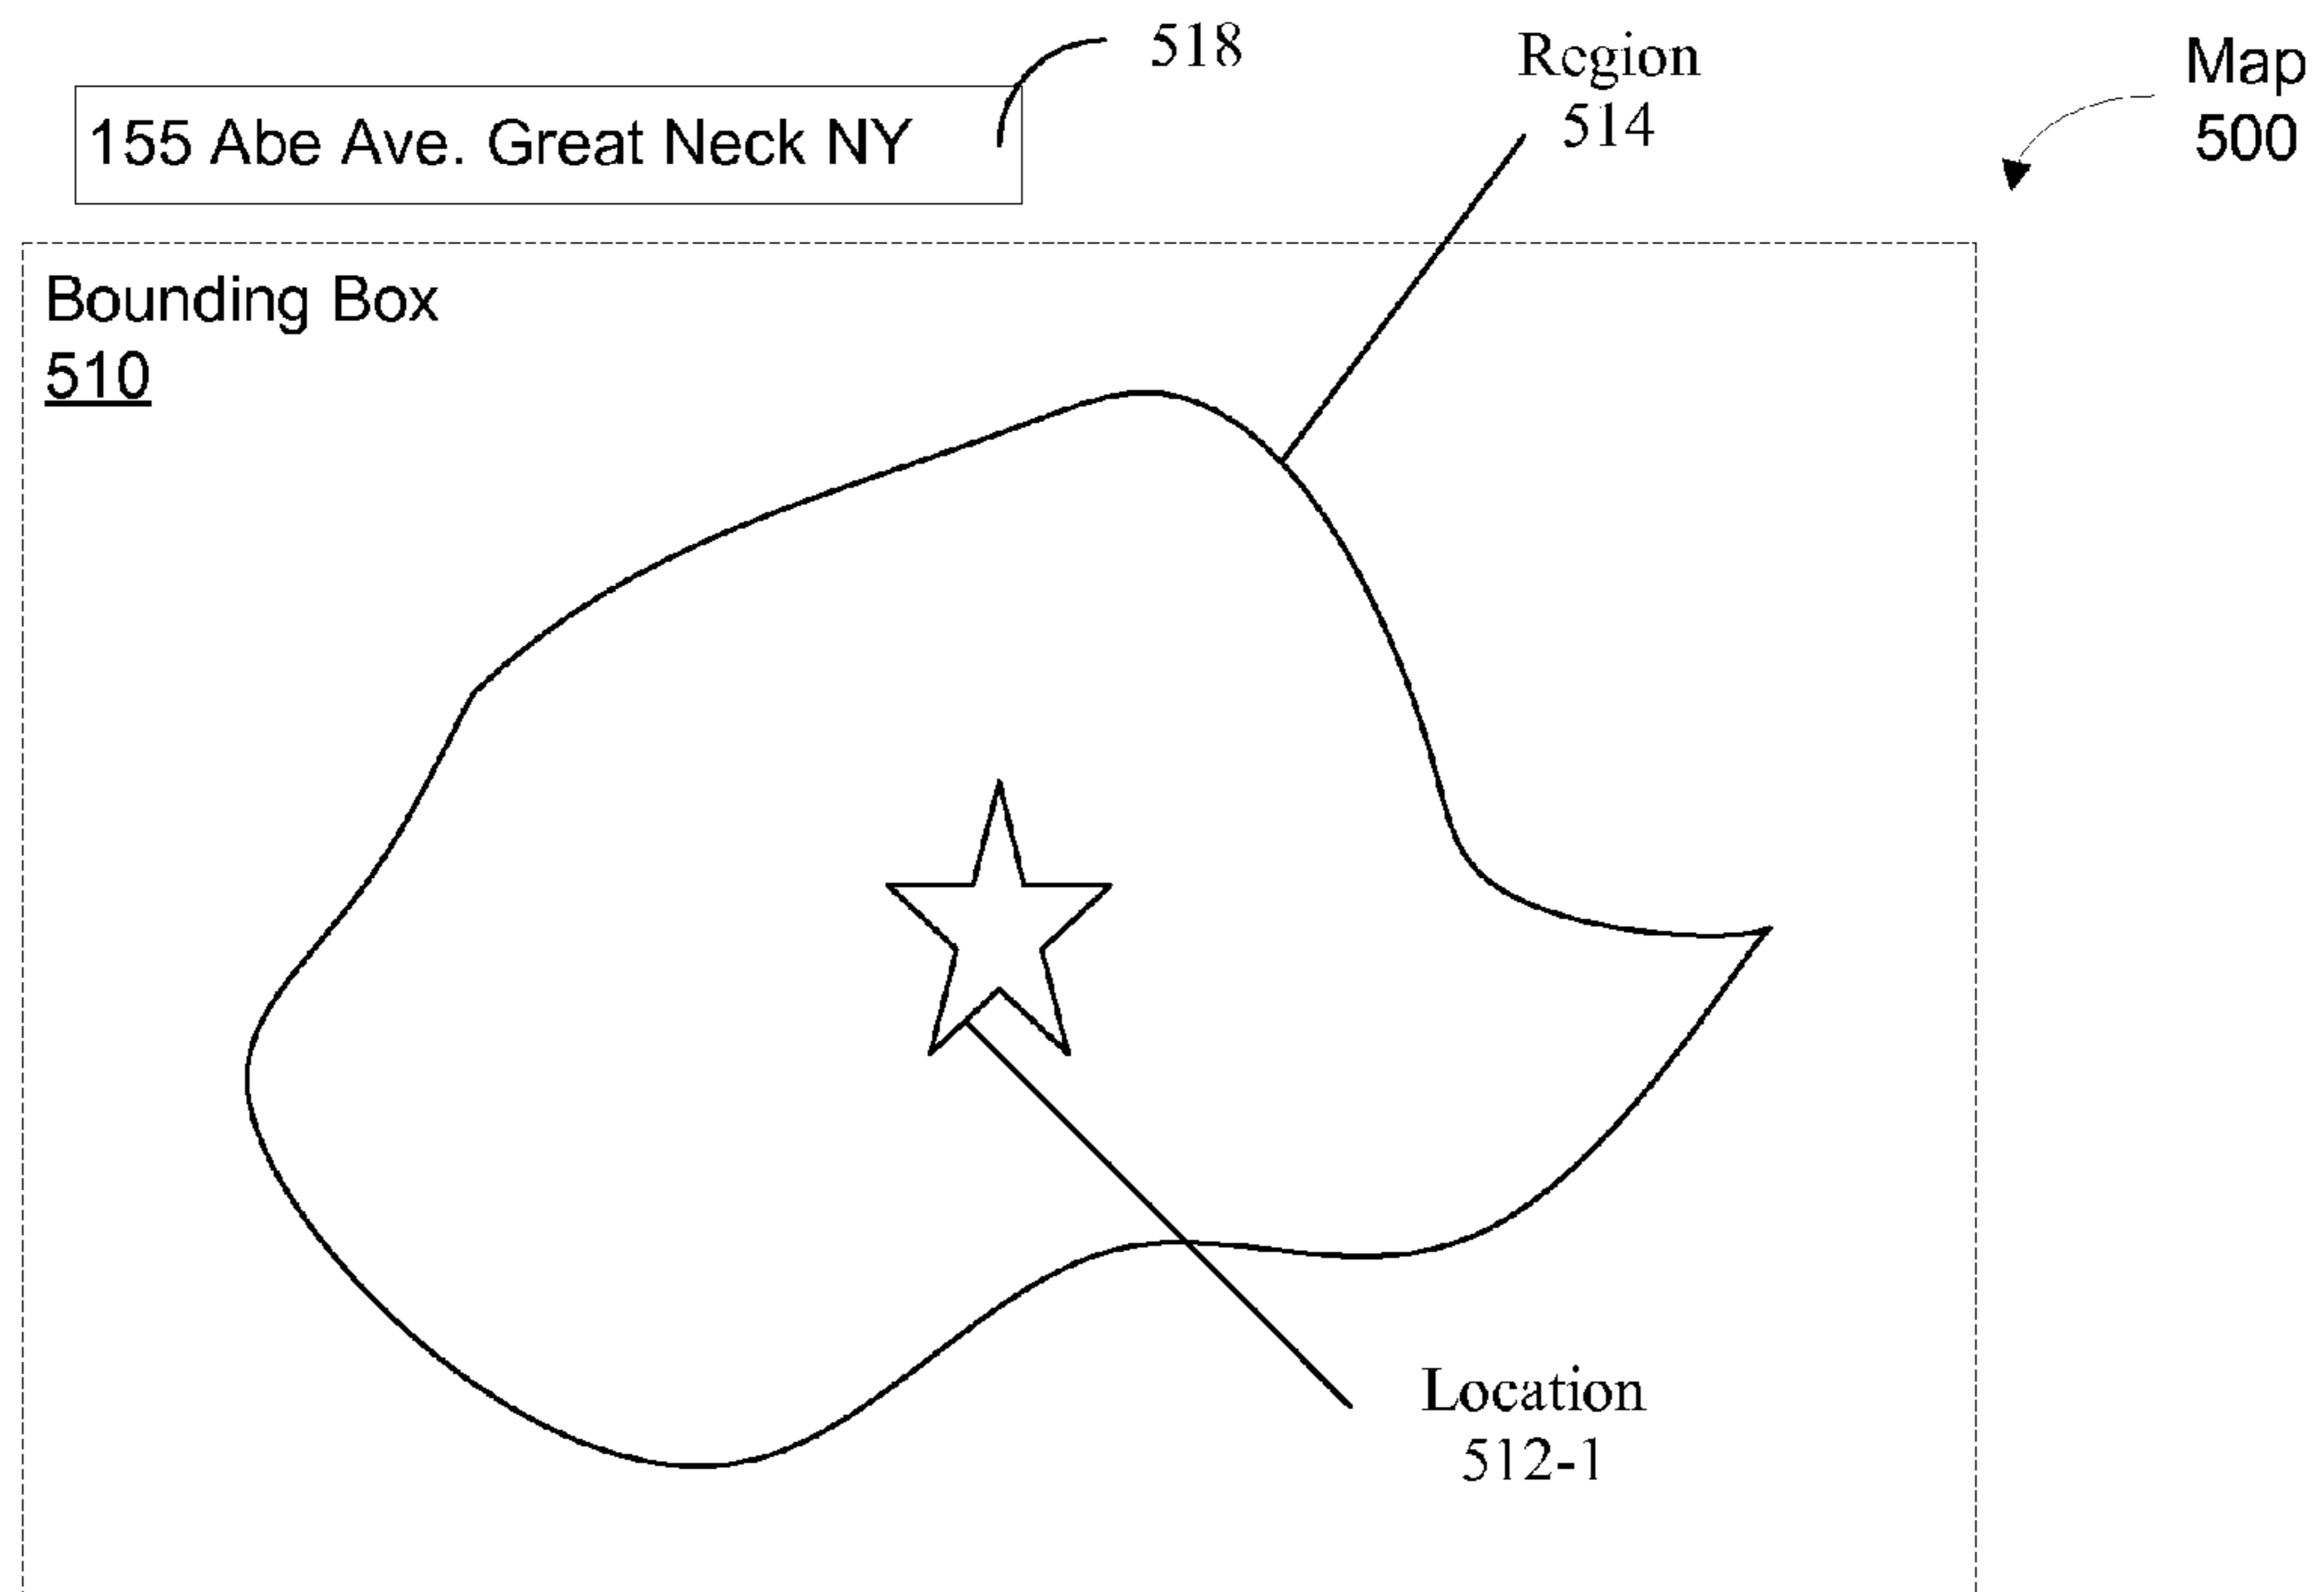 518
Region
514
Map
500
155 Abe Ave. Great Neck NY
Bounding Box
510
Location
512-1